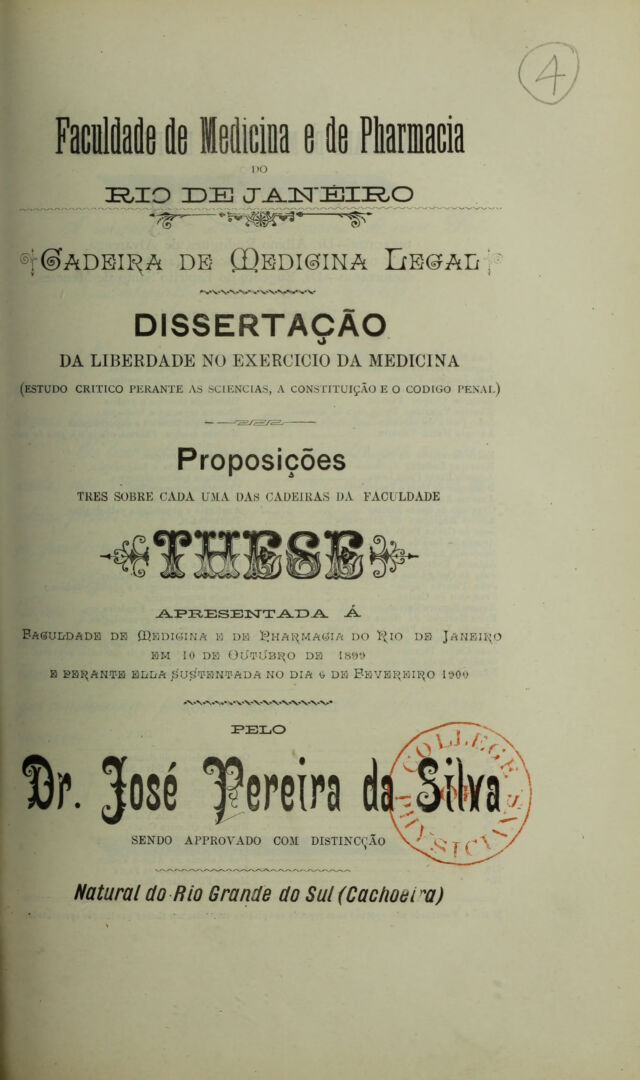 4
Faculdade de Medicina e de Pharmacia
DO
RIO DE JANEIRO
CADEIRA DE MEDICINA LEGAL
DISSERTAÇÃO
DA LIBERDADE NO EXERCICIO DA MEDICINA
(ESTUDO CRITICO PERANTE AS SCIENCIAS, A CONSTITUIÇÃO E O CODIGO PENAL)
Proposições
TRES SOBRE CADA UMA DAS CADEIRAS DA FACULDADE
THESE
APRESENTADA Á
FACULDADE DE MEDICINA E DE PHARMACIA DO RIO DE JANEIRO
EM 10 DE OUTUBRO DE 1899
E PERANTE ELLA SUSTENTADA NO DIA 6 DE FEVEREIRO 1900
PELO
Dr. José Pereira da Silva
COLLEGE
OF
PHYSICIANS
SENDO APPROVADO COM DISTINCÇÃO
Natural do Rio Grande do Sul (Cachoeira)